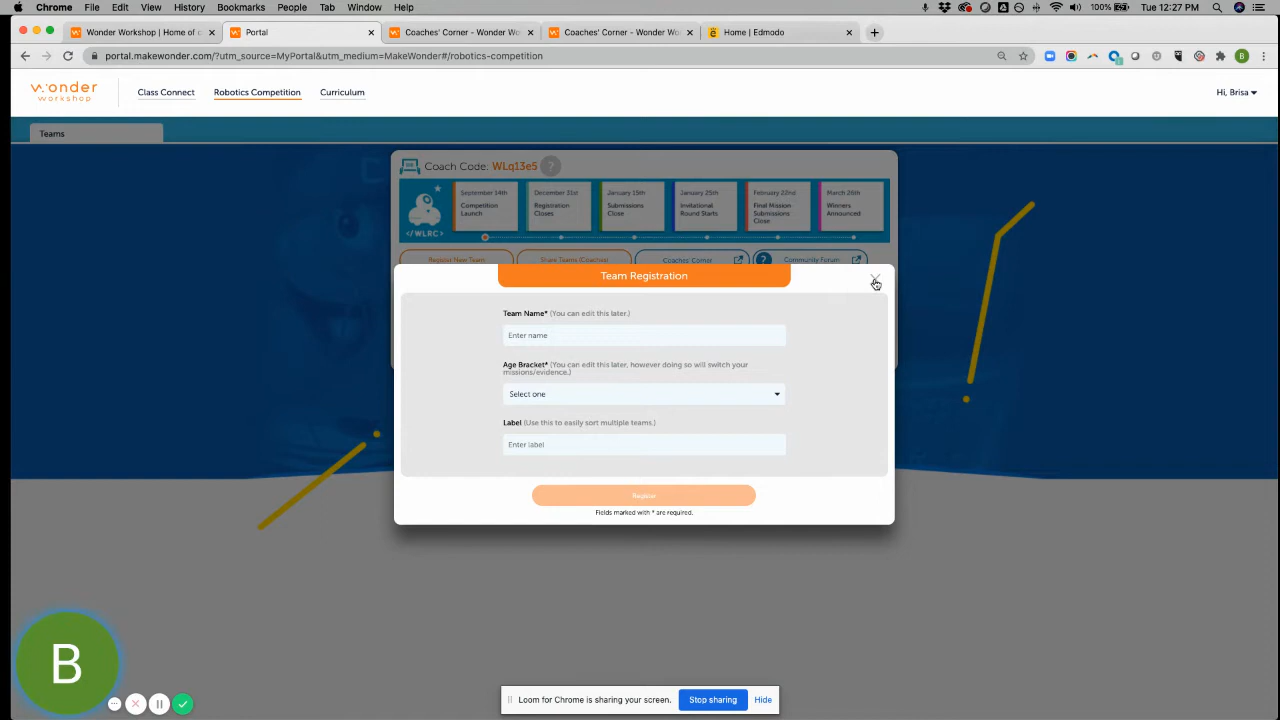 Chrome File Edit View History Bookmarks People Tab Window Help 100% Tue 12:27 PM
Wonder Workshop | Home of c
Portal
Coaches' Corner - Wonder Wo
Coaches' Corner - Wonder Wo
Home | Edmodo
portal.makewonder.com/?utm_source=MyPortal&utm_medium=MakeWonder#/robotics-competition
B
wonder
workshop
Class Connect
Robotics Competition
Curriculum
Hi, Brisa
Teams
Coach Code: WLq13e5 ?
September 14th
Competition
Launch
December 21st
Registration
Closes
January 15th
Submissions
Close
January 25th
Invitational
Round Starts
February 22nd
Final Mission-
Submissions
Close
March 26th
Winners
Announced
</WLRC>
Register New Team
Share Teams (Coaches)
Coaches' Corner
? Community Forum
Team Registration
Team Name* (You can edit this later.)
Enter name
Age Bracket* (You can edit this later, however doing so will switch your
missions/evidence.)
Select one
Label (Use this to easily sort multiple teams.)
Enter label
Register
Fields marked with * are required.
B
Loom for Chrome is sharing your screen.
Stop sharing
Hide